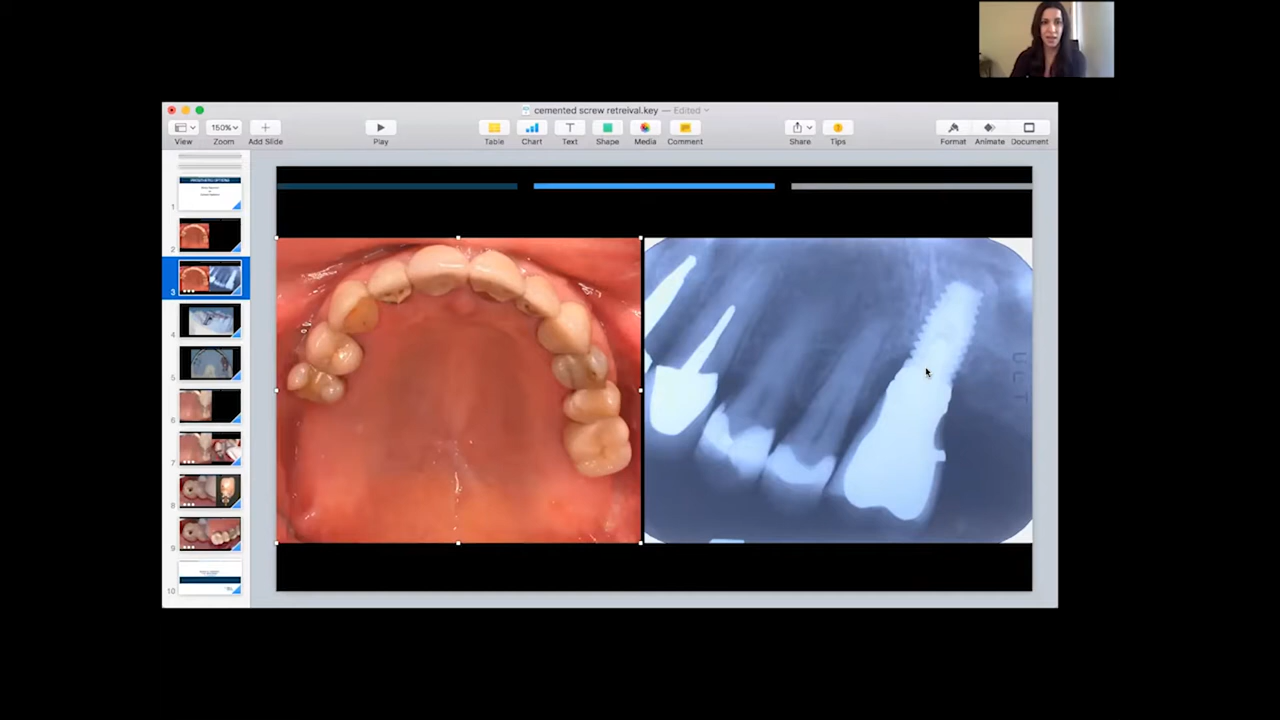 cemented screw retreival.key — Edited
150%
View
Zoom
Add Slide
Play
Table
Chart
Text
Shape
Media
Comment
Share
Tips
Format
Animate
Document
1
2
3
4
5
6
7
8
9
10